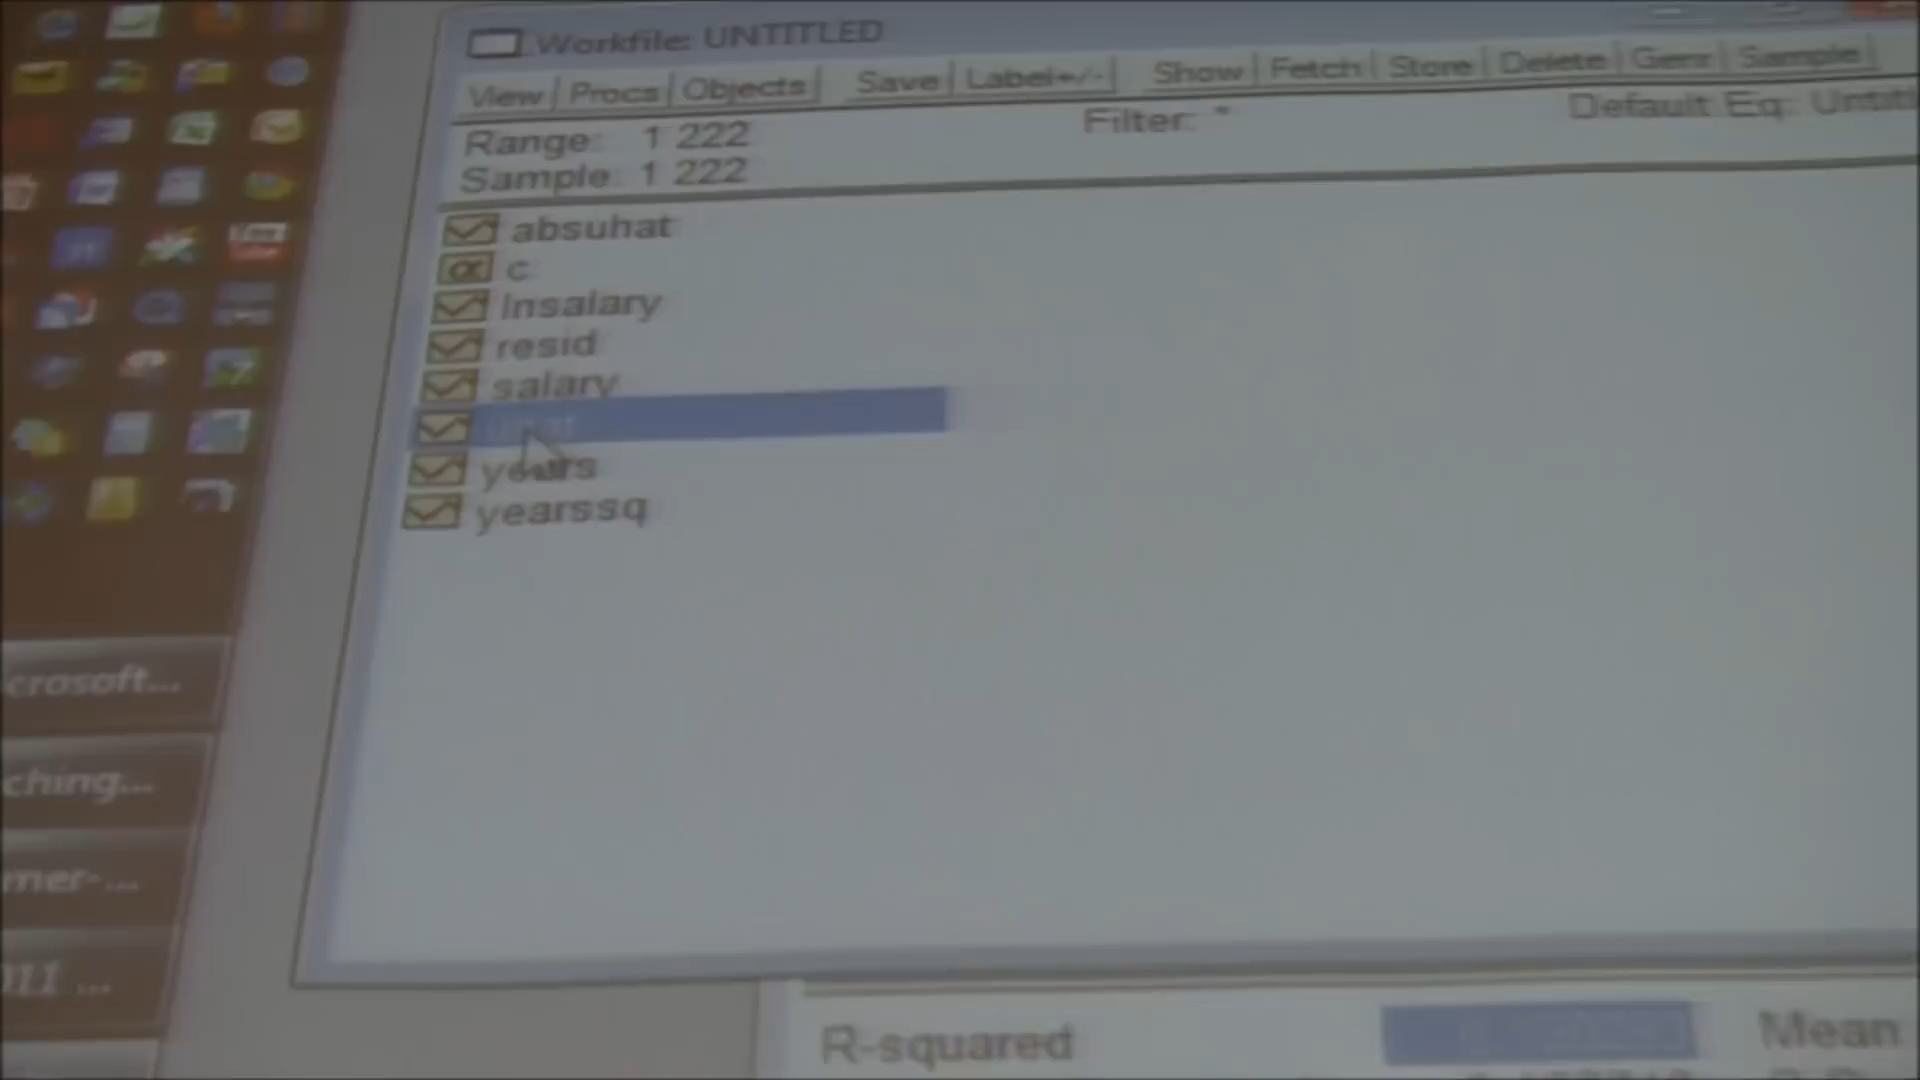 Workfile: UNTITLED
View Procs Objects Save Label+/- Show Fetch Store Delete Genr Sample
Range: 1 222 Filter: * Default Eq:
Sample: 1 222
absuhat
c
lnsalary
resid
salary
years
yearssq
crosoft...
ching...
mer-...
011 ...
R-squared Mean